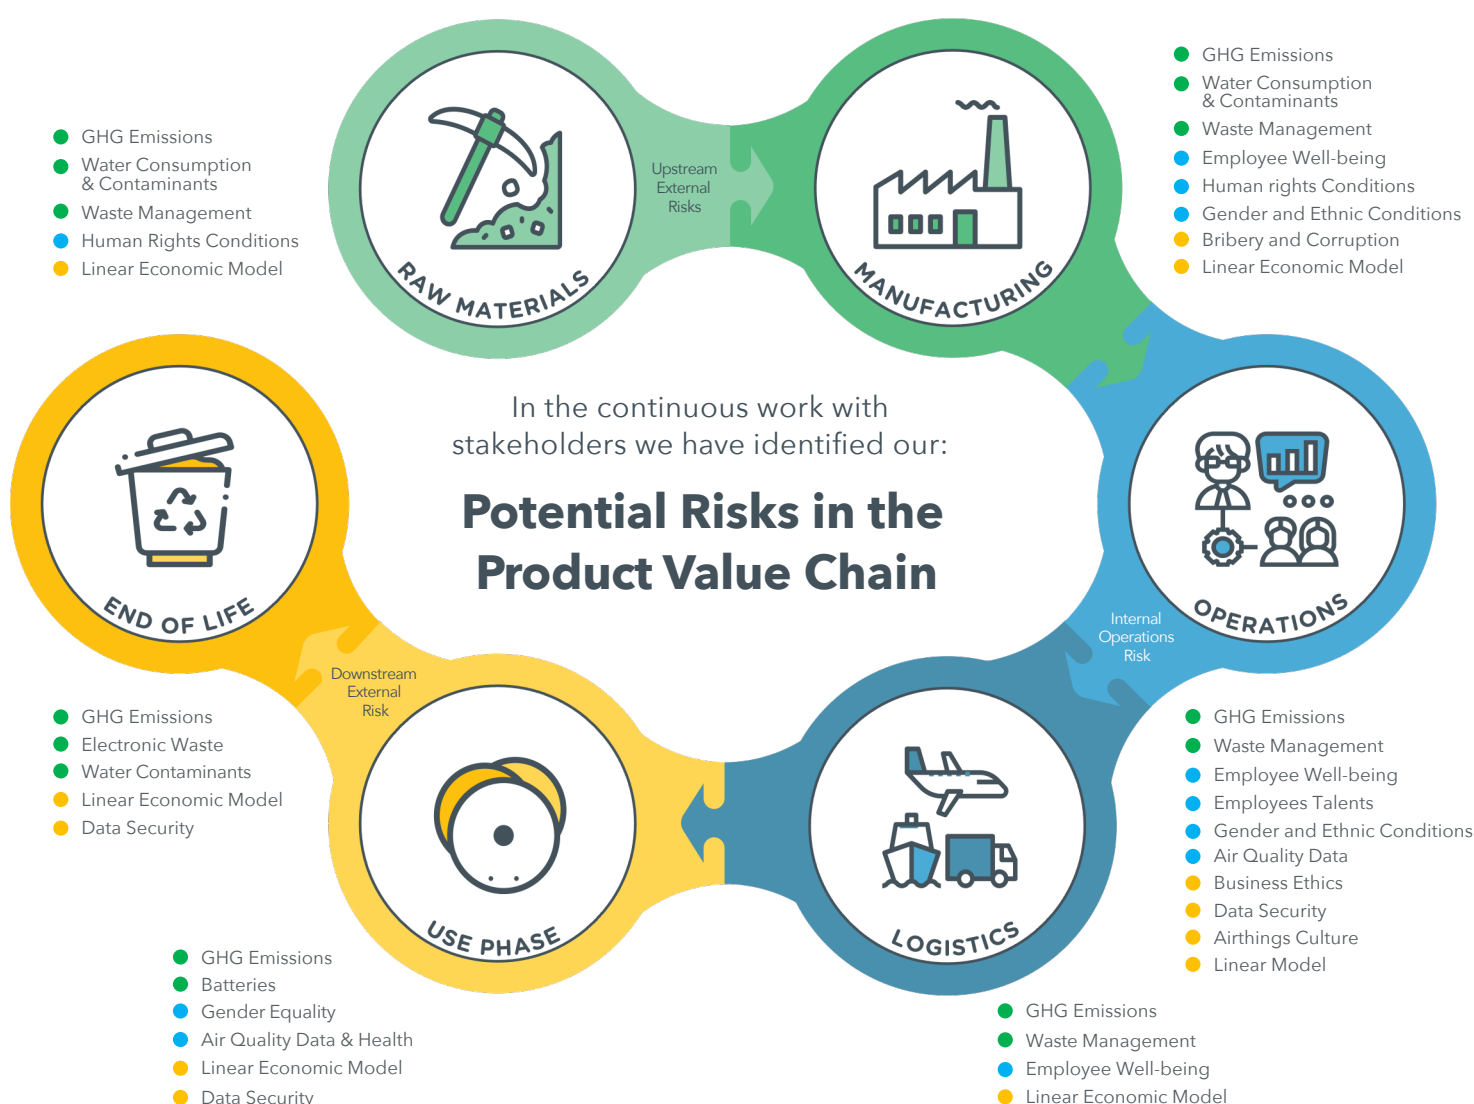 GHG Emissions
Water Consumption
& Contaminants
Waste Management
Human Rights Conditions
Linear Economic Model
RAW MATERIALS
Upstream
External
Risks
MANUFACTURING
GHG Emissions
Water Consumption
& Contaminants
Waste Management
Employee Well-being
Human rights Conditions
Gender and Ethnic Conditions
Bribery and Corruption
Linear Economic Model
In the continuous work with
stakeholders we have identified our:
Potential Risks in the
Product Value Chain
OPERATIONS
Internal
Operations
Risk
GHG Emissions
Waste Management
Employee Well-being
Employees Talents
Gender and Ethnic Conditions
Air Quality Data
Business Ethics
Data Security
Airthings Culture
Linear Model
LOGISTICS
GHG Emissions
Waste Management
Employee Well-being
Linear Economic Model
USE PHASE
GHG Emissions
Batteries
Gender Equality
Air Quality Data & Health
Linear Economic Model
Data Security
Downstream
External
Risk
END OF LIFE
GHG Emissions
Electronic Waste
Water Contaminants
Linear Economic Model
Data Security